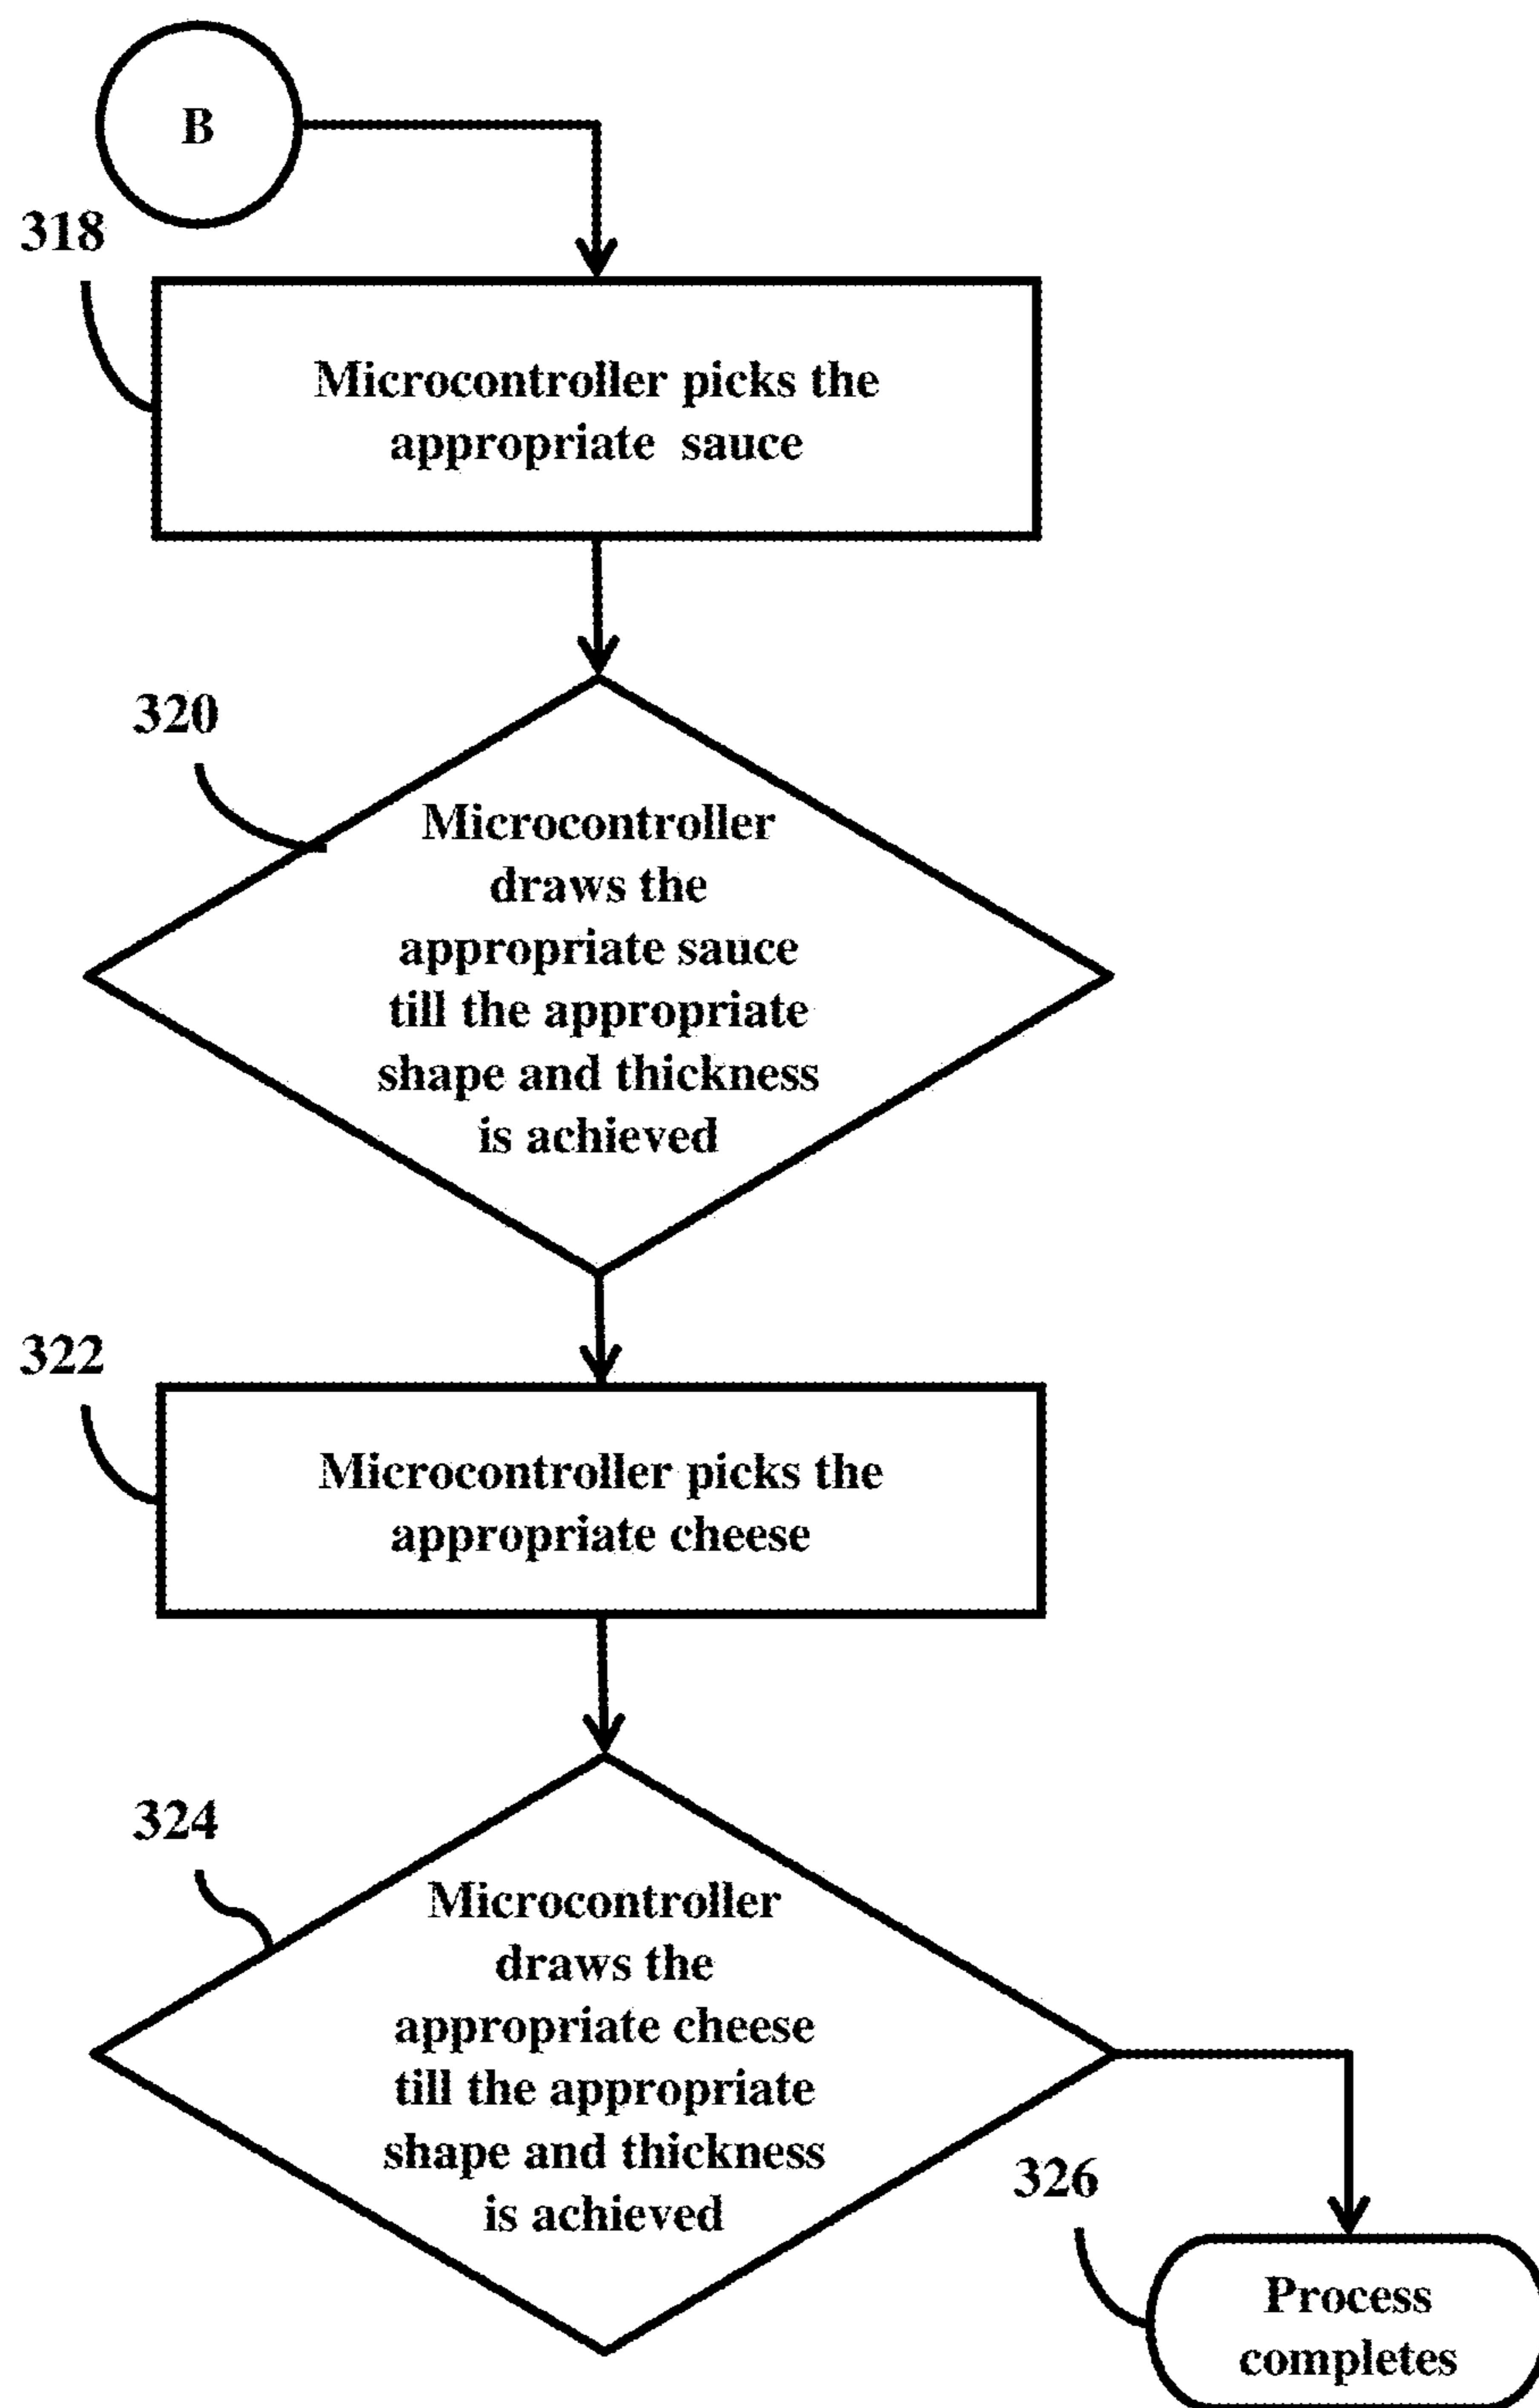 B
318
Microcontroller picks the
appropriate sauce
320
Microcontroller
draws the
appropriate sauce
till the appropriate
shape and thickness
is achieved
322
Microcontroller picks the
appropriate cheese
324
Microcontroller
draws the
appropriate cheese
till the appropriate
shape and thickness
is achieved
326
Process
completes